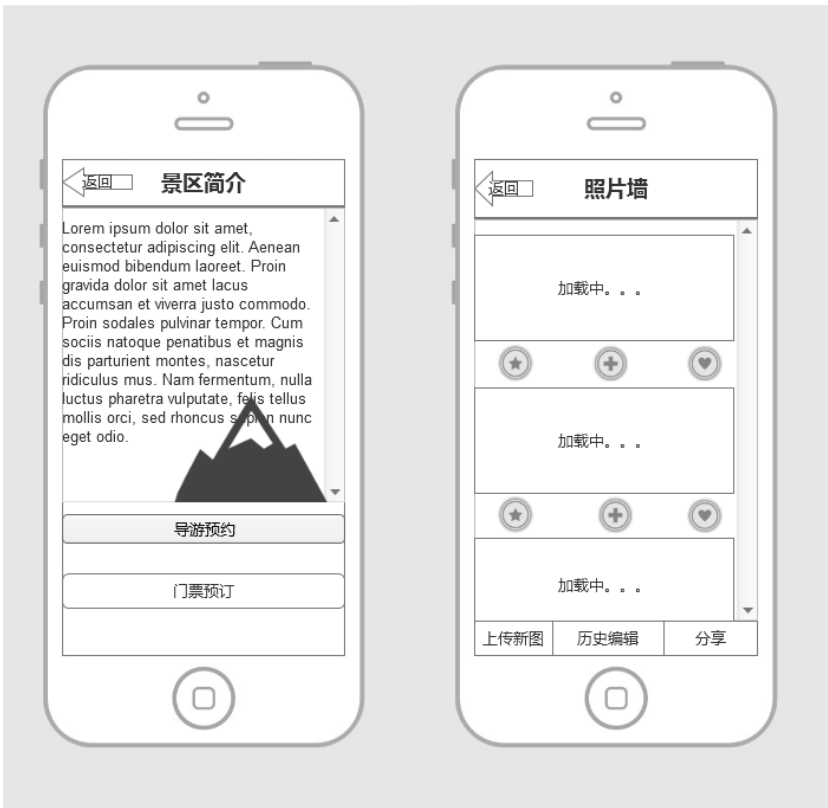 返回
景区简介
Lorem ipsum dolor sit amet,
consectetur adipiscing elit. Aenean
euismod bibendum laoreet. Proin
gravida dolor sit amet lacus
accumsan et viverra justo commodo.
Proin sodales pulvinar tempor. Cum
sociis natoque penatibus et magnis
dis parturient montes, nascetur
ridiculus mus. Nam fermentum, nulla
luctus pharetra vulputate, felis tellus
mollis orci, sed rhoncus sapien nunc
eget odio.
导游预约
门票预订
返回
照片墙
加载中。。。
加载中。。。
加载中。。。
上传新图
历史编辑
分享